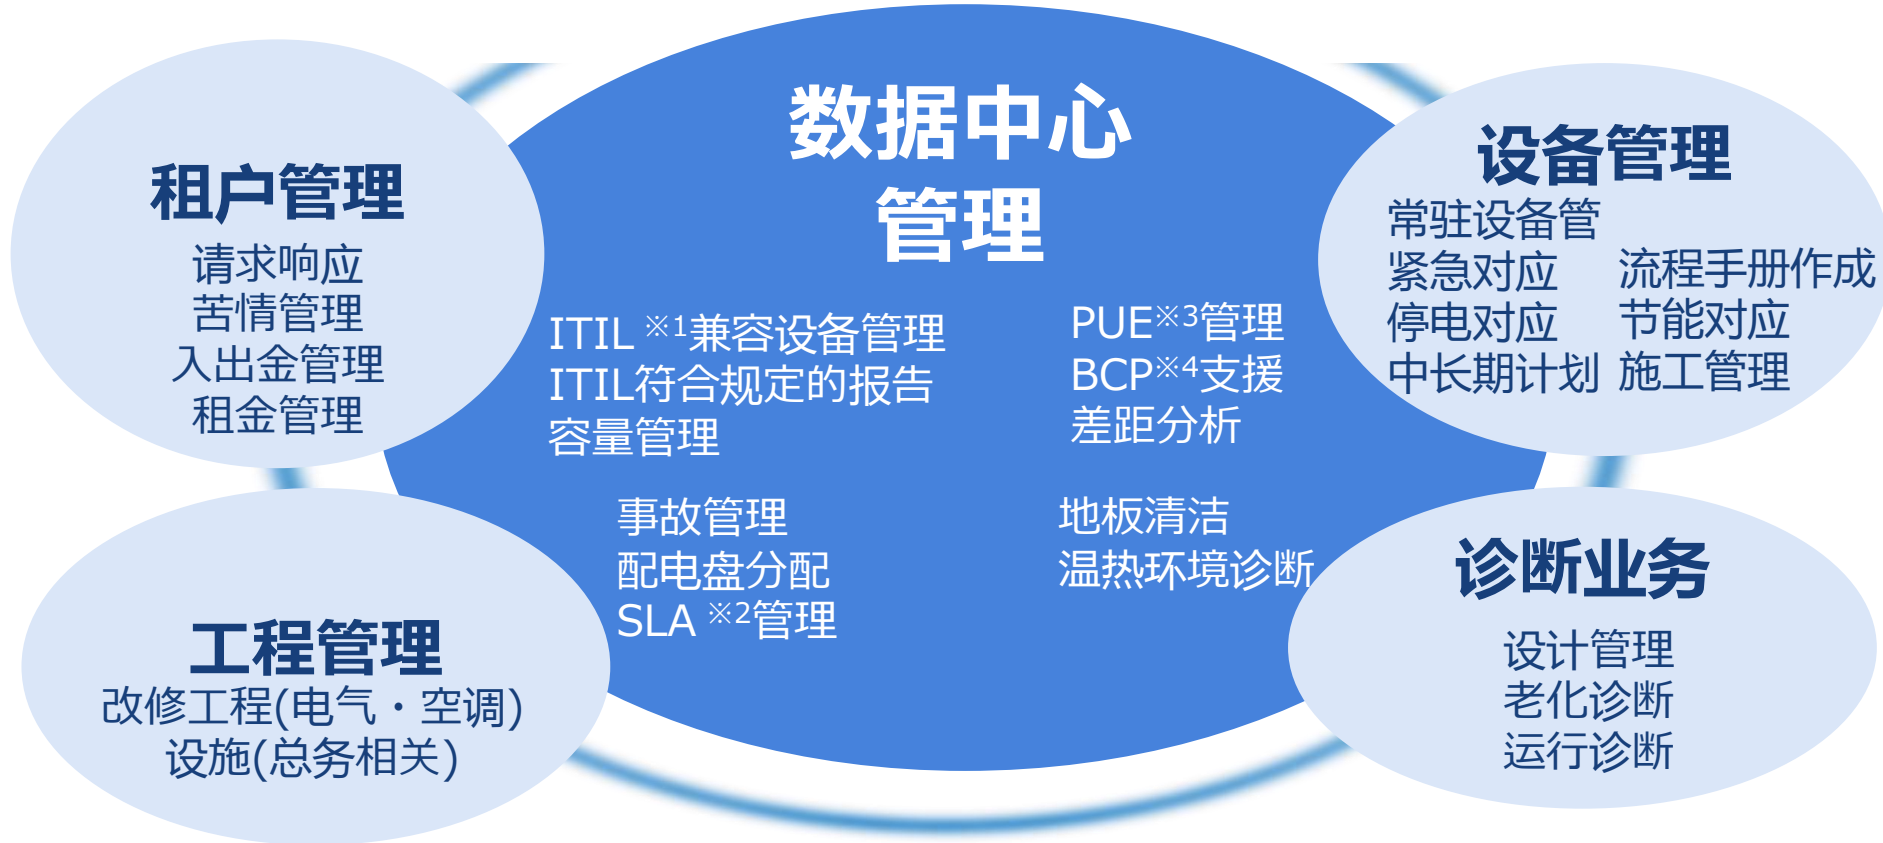 数据中心
管理
ITIL ※1兼容设备管理
ITIL符合规定的报告
容量管理
PUE※3管理
BCP※4支援
差距分析
事故管理
配电盘分配
SLA ※2管理
地板清洁
温热环境诊断
租户管理
请求响应
苦情管理
入出金管理
租金管理
设备管理
常驻设备管
紧急对应
停电对应
中长期计划
流程手册作成
节能对应
施工管理
工程管理
改修工程(电气・空调)
设施(总务相关)
诊断业务
设计管理
老化诊断
运行诊断